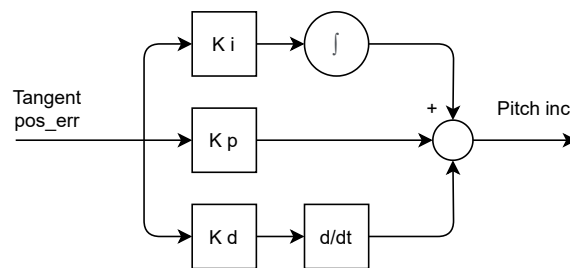 K i
∫
Tangent
pos_err
+
Pitch inc
K p
K d
d/dt